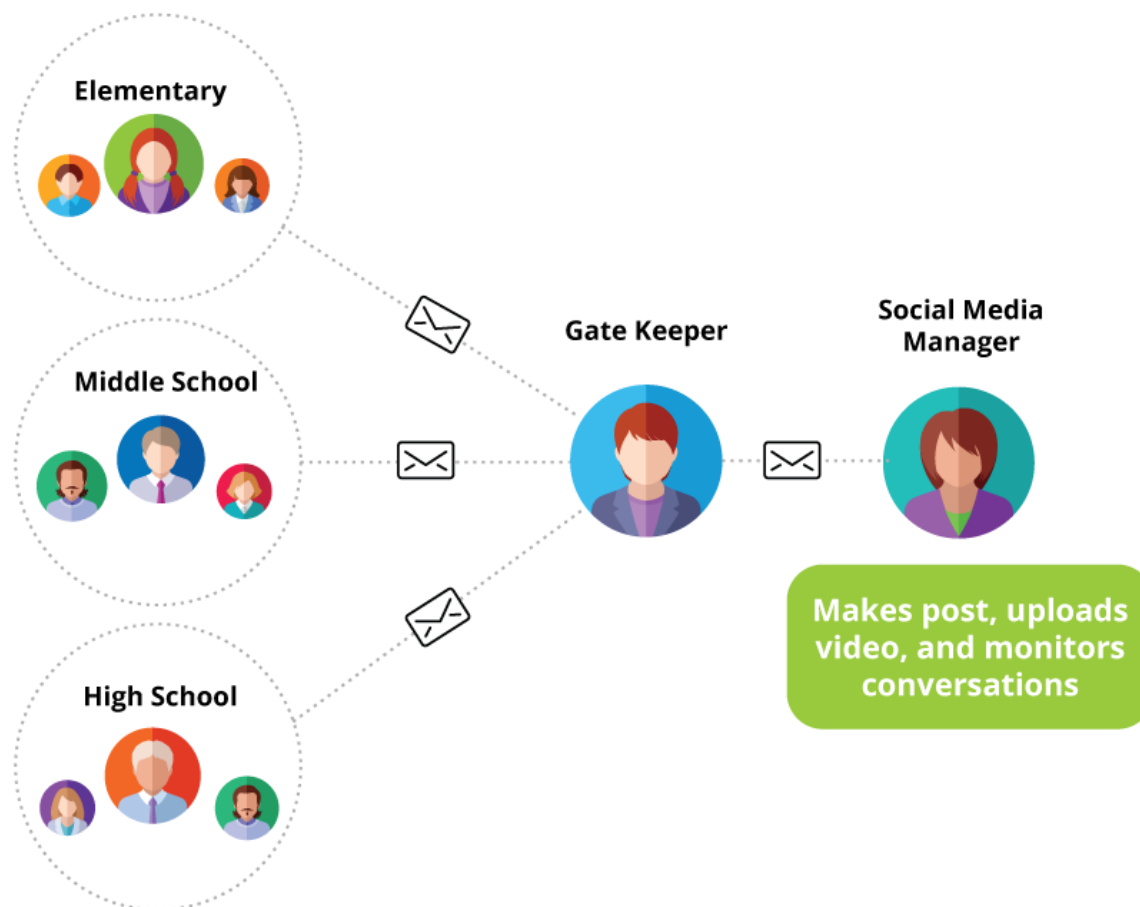 Elementary
Middle School
High School
Gate Keeper
Social Media
Manager
Makes post, uploads
video, and monitors
conversations